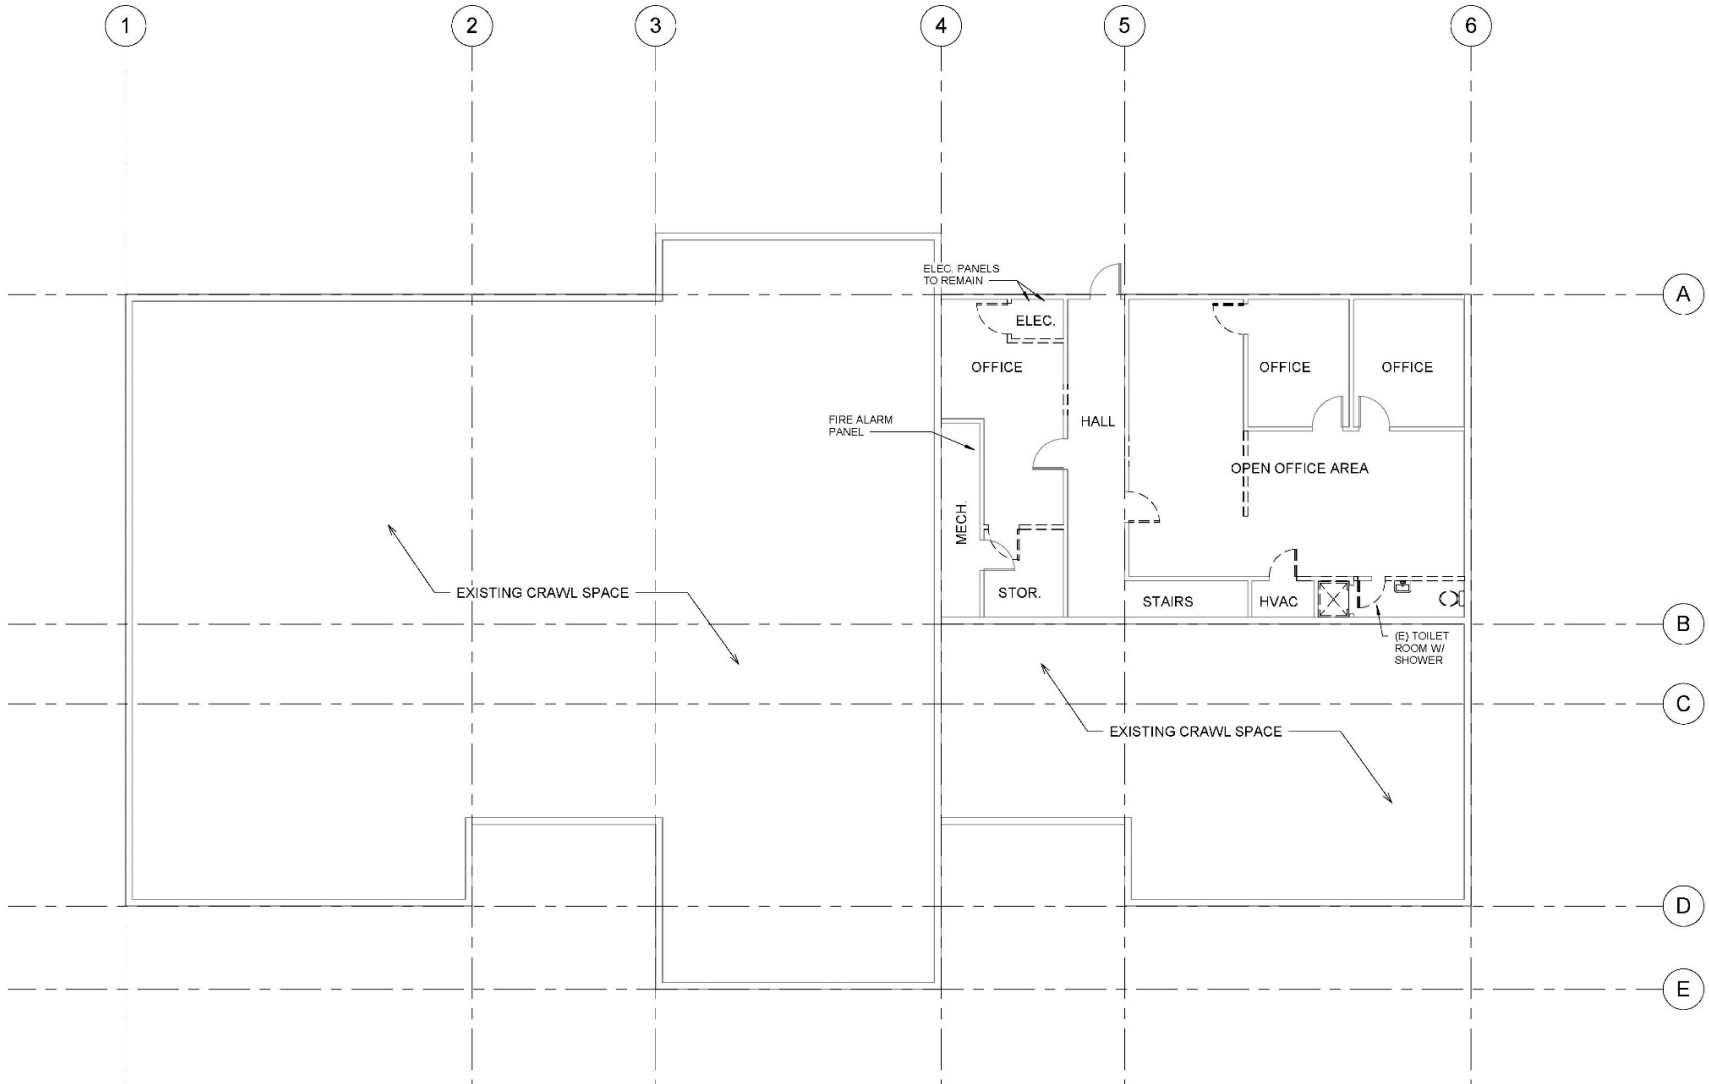 1
2
3
4
5
6
ELEC. PANELS
TO REMAIN
A
ELEC.
OFFICE
OFFICE
OFFICE
FIRE ALARM
PANEL
HALL
OPEN OFFICE AREA
MECH.
EXISTING CRAWL SPACE
STOR.
STAIRS
HVAC
B
(E) TOILET
ROOM W/
SHOWER
C
EXISTING CRAWL SPACE
D
E